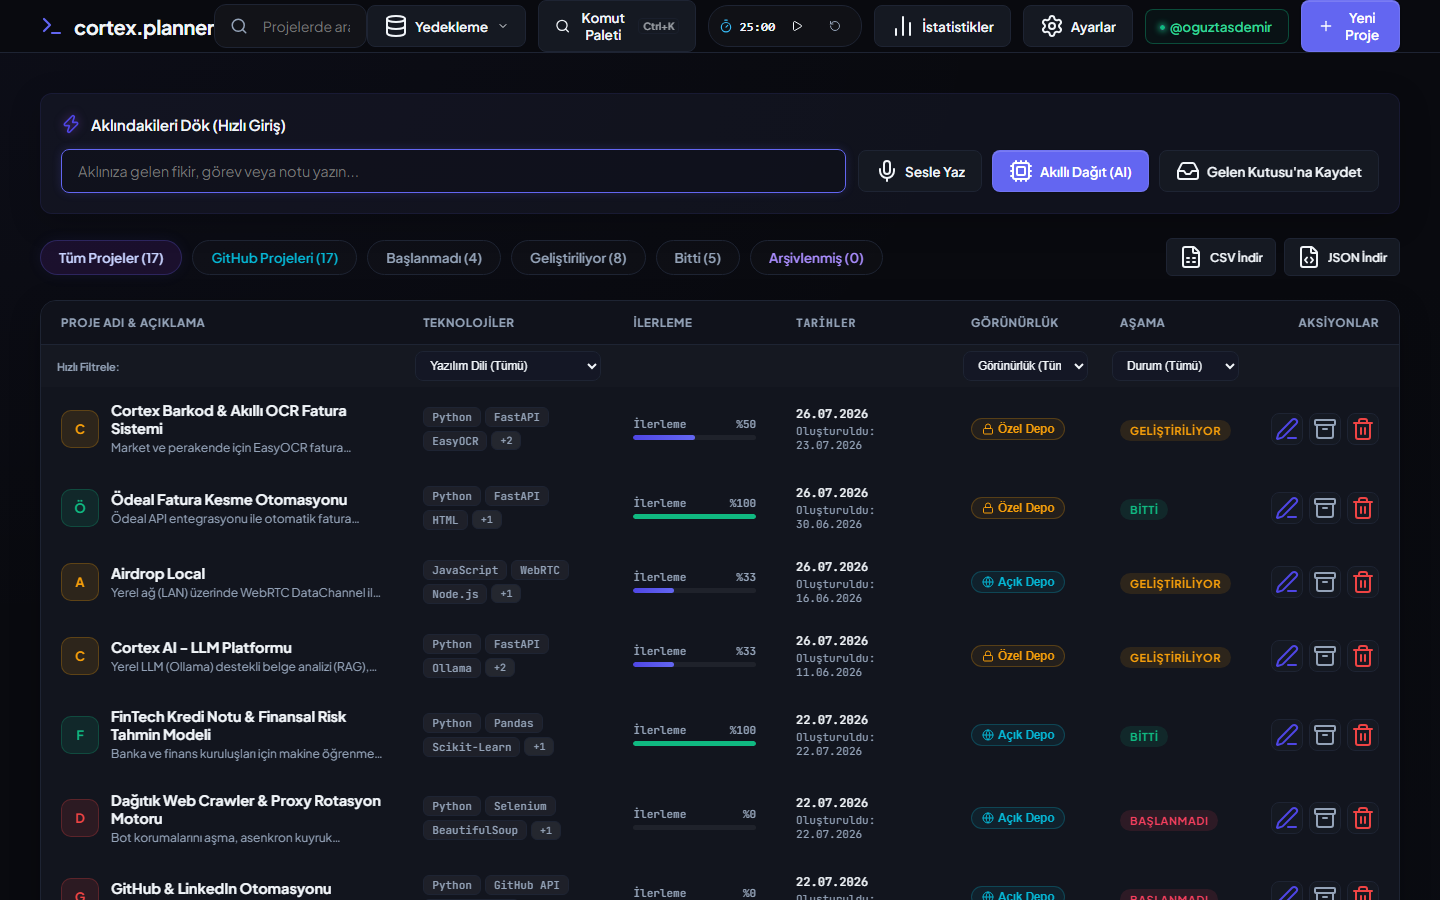 cortex.planner
Projelerde ara
Yedekleme
Komut Paleti Ctrl+K
25:00
İstatistikler
Ayarlar
@oguztasdemir
Yeni Proje
Aklındakileri Dök (Hızlı Giriş)
Aklınıza gelen fikir, görev veya notu yazın...
Sesle Yaz
Akıllı Dağıt (AI)
Gelen Kutusu'na Kaydet
Tüm Projeler (17)
GitHub Projeleri (17)
Başlanmadı (4)
Geliştiriliyor (8)
Bitti (5)
Arşivlenmiş (0)
CSV İndir
JSON İndir
PROJE ADI & AÇIKLAMA
TEKNOLOJİLER
İLERLEME
TARİHLER
GÖRÜNÜRLÜK
AŞAMA
AKSİYONLAR
Hızlı Filtrele:
Yazılım Dili (Tümü)
Görünürlük (Tün
Durum (Tümü)
C
Cortex Barkod & Akıllı OCR Fatura
Sistemi
Market ve perakende için EasyOCR fatura...
Python FastAPI
EasyOCR +2
İlerleme %50
26.07.2026
Oluşturuldu:
23.07.2026
Özel Depo
GELİŞTİRİLİYOR
Ö
Ödeal Fatura Kesme Otomasyonu
Ödeal API entegrasyonu ile otomatik fatura...
Python FastAPI
HTML +1
İlerleme %100
26.07.2026
Oluşturuldu:
30.06.2026
Özel Depo
BİTTİ
A
Airdrop Local
Yerel ağ (LAN) üzerinde WebRTC DataChannel il...
JavaScript WebRTC
Node.js +1
İlerleme %33
26.07.2026
Oluşturuldu:
16.06.2026
Açık Depo
GELİŞTİRİLİYOR
C
Cortex AI – LLM Platformu
Yerel LLM (Ollama) destekli belge analizi (RAG),...
Python FastAPI
Ollama +2
İlerleme %33
26.07.2026
Oluşturuldu:
11.06.2026
Özel Depo
GELİŞTİRİLİYOR
F
FinTech Kredi Notu & Finansal Risk
Tahmin Modeli
Banka ve finans kuruluşları için makine öğrenme...
Python Pandas
Scikit-Learn +1
İlerleme %100
22.07.2026
Oluşturuldu:
22.07.2026
Açık Depo
BİTTİ
D
Dağıtık Web Crawler & Proxy Rotasyon
Motoru
Bot korumalarını aşma, asenkron kuyruk...
Python Selenium
BeautifulSoup +1
İlerleme %0
22.07.2026
Oluşturuldu:
22.07.2026
Açık Depo
BAŞLANMADI
G
GitHub & LinkedIn Otomasyonu
Python GitHub API
İlerleme %0
22.07.2026
Oluşturuldu:
Açık Depo
BAŞLANMADI